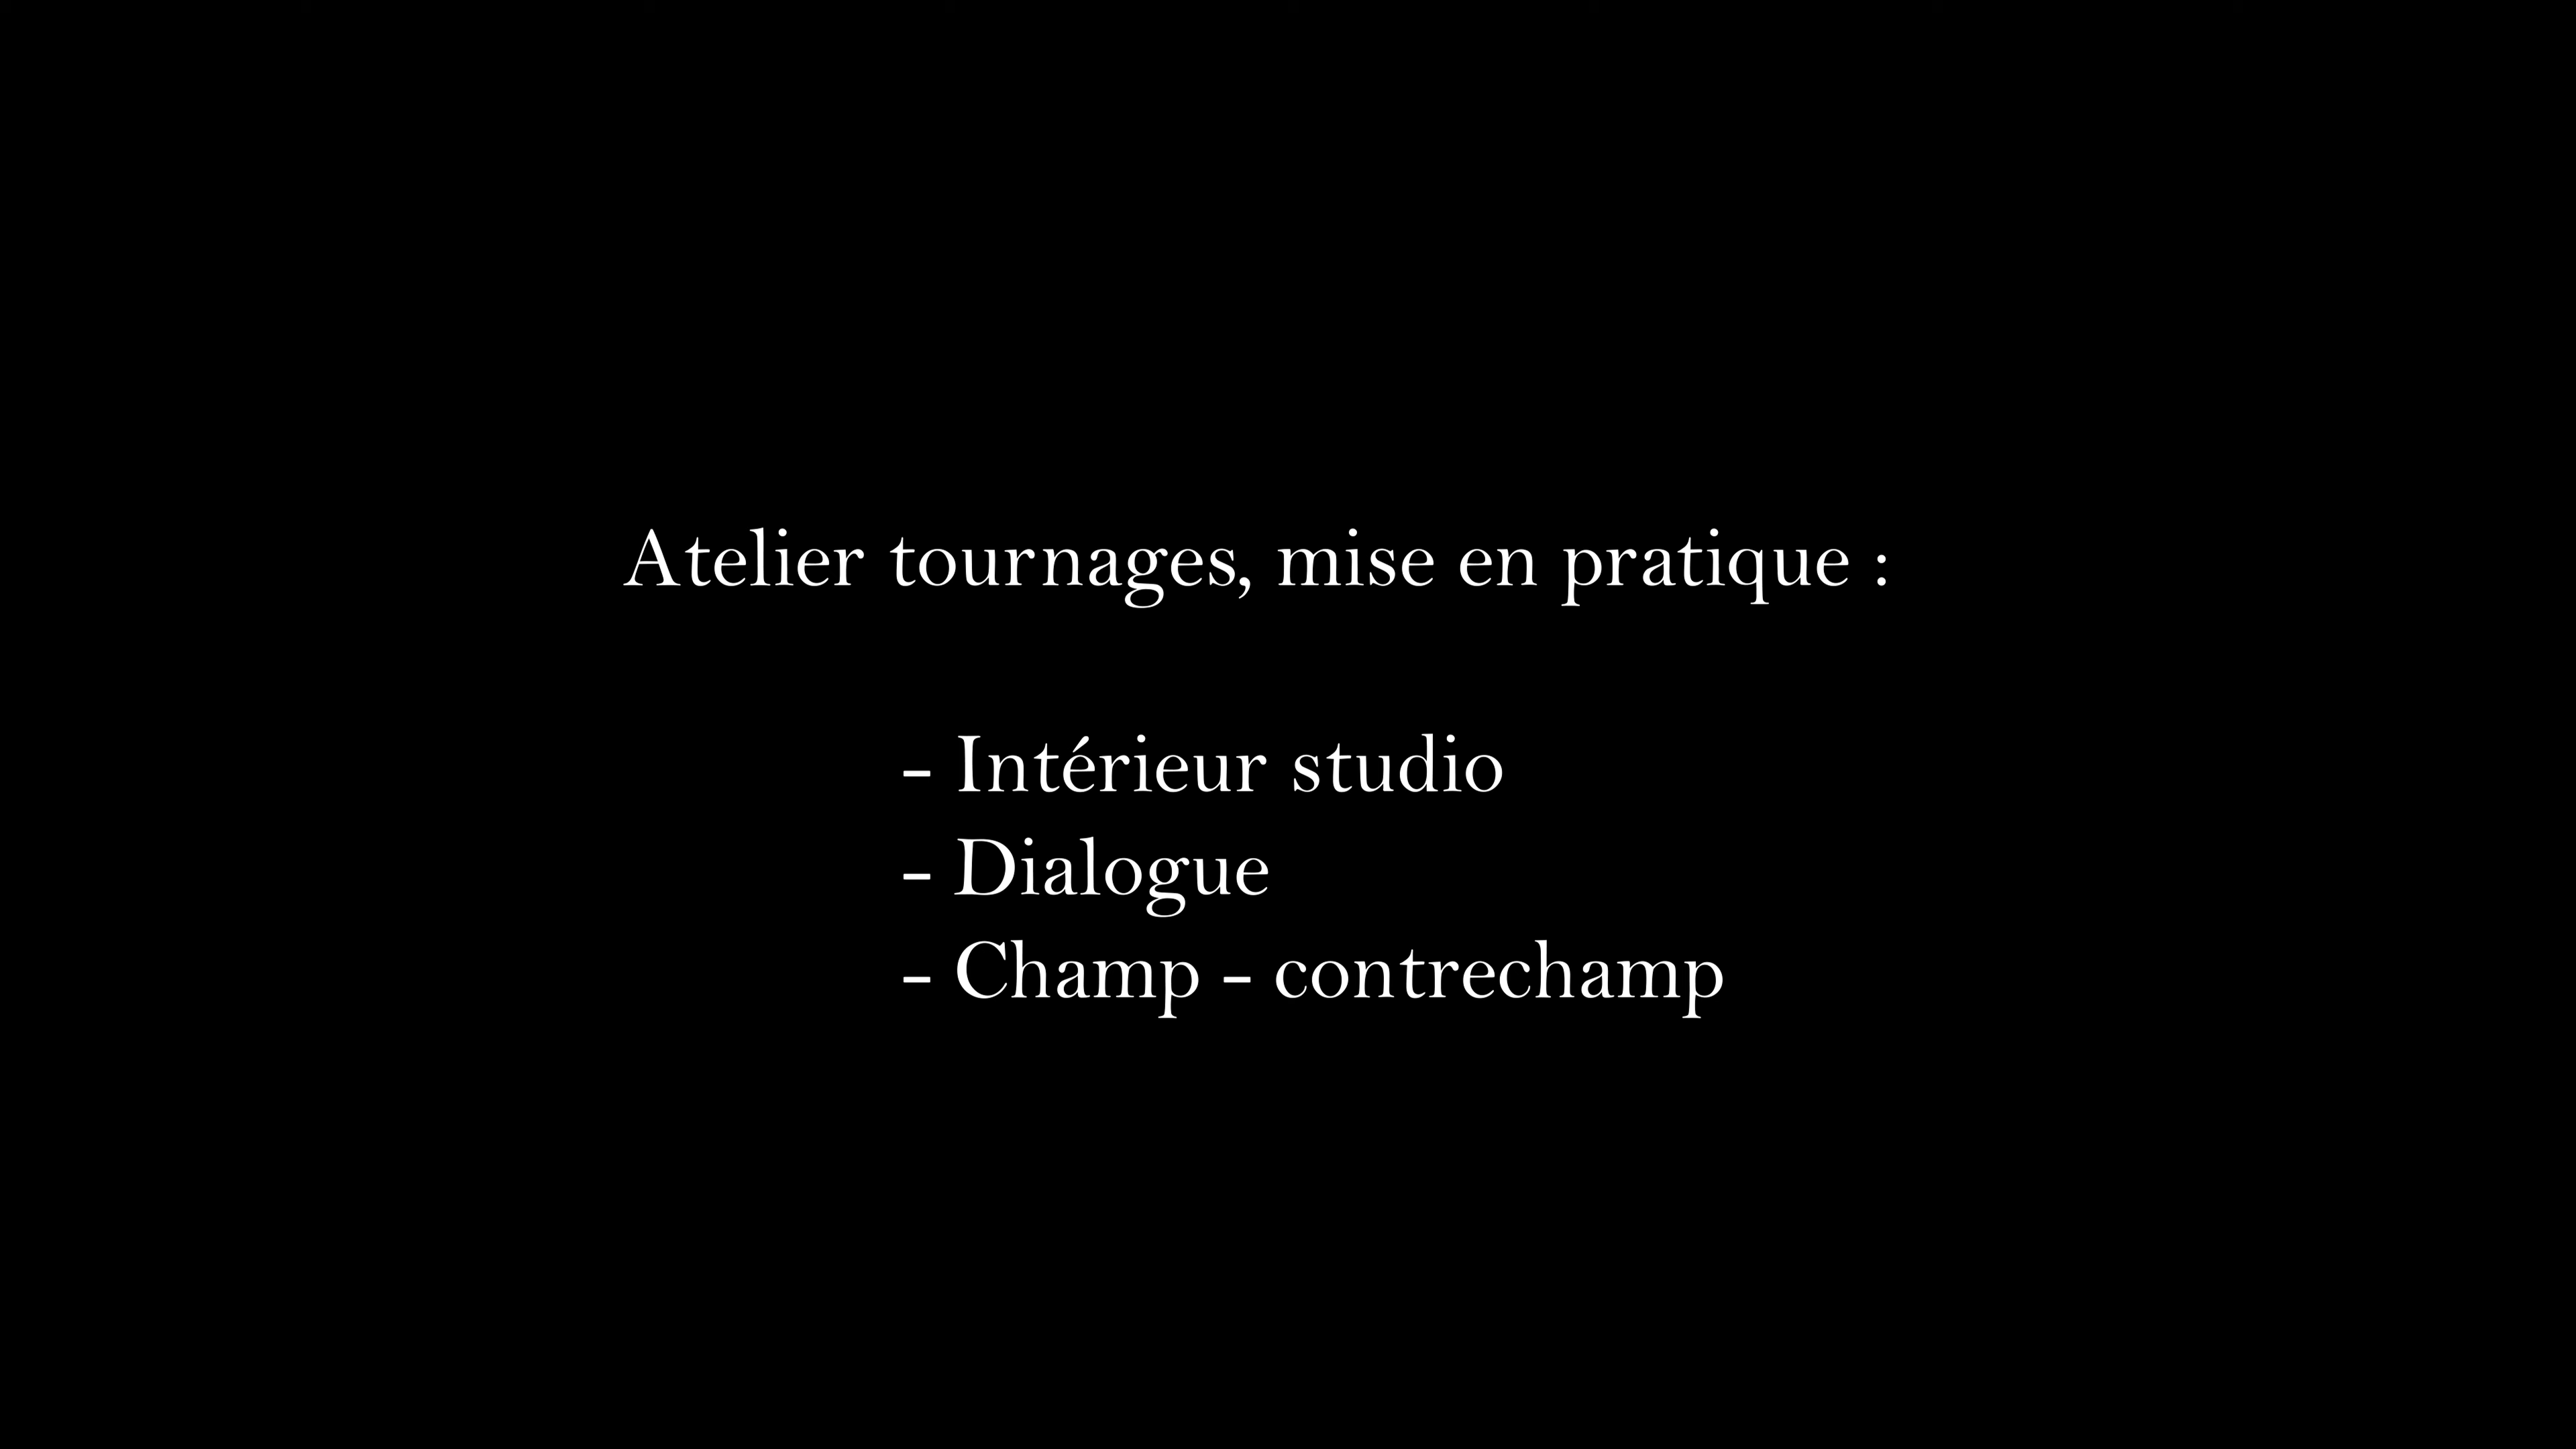 Atelier tournages, mise en pratique :
- Intérieur studio
- Dialogue
- Champ - contrechamp